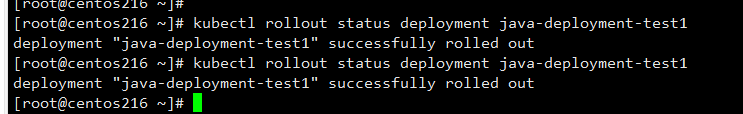 [root@centos216 ~]#
[root@centos216 ~]# kubectl rollout status deployment java-deployment-test1
deployment "java-deployment-test1" successfully rolled out
[root@centos216 ~]# kubectl rollout status deployment java-deployment-test1
deployment "java-deployment-test1" successfully rolled out
[root@centos216 ~]#